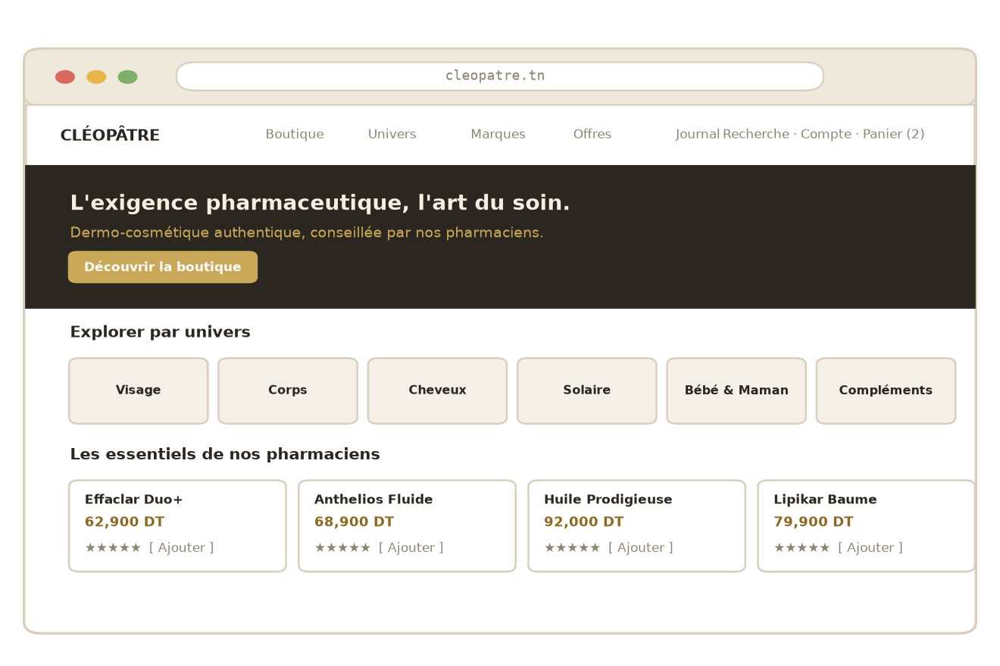 cleopatre.tn
CLÉOPÂTRE Boutique Univers Marques Offres Journal Recherche · Compte · Panier (2)
L'exigence pharmaceutique, l'art du soin.
Dermo-cosmétique authentique, conseillée par nos pharmaciens.
Découvrir la boutique
Explorer par univers
Visage Corps Cheveux Solaire Bébé & Maman Compléments
Les essentiels de nos pharmaciens
Effaclar Duo+ Anthelios Fluide Huile Prodigieuse Lipikar Baume
62,900 DT 68,900 DT 92,000 DT 79,900 DT
★★★★★ [ Ajouter ] ★★★★★ [ Ajouter ] ★★★★★ [ Ajouter ] ★★★★★ [ Ajouter ]